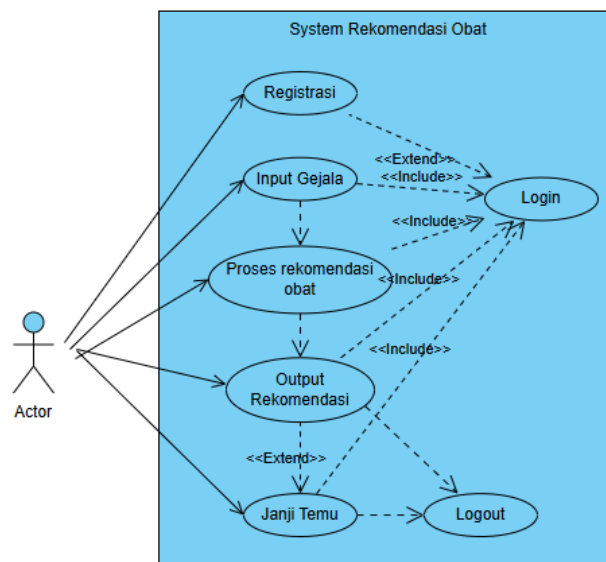 System Rekomendasi Obat
Registrasi
<<Extend>>
Input Gejala
<<Include>>
Login
<<Include>>
Proses rekomendasi
obat
<<Include>>
<<Include>>
Output
Rekomendasi
Actor
<<Extend>>
Janji Temu
Logout